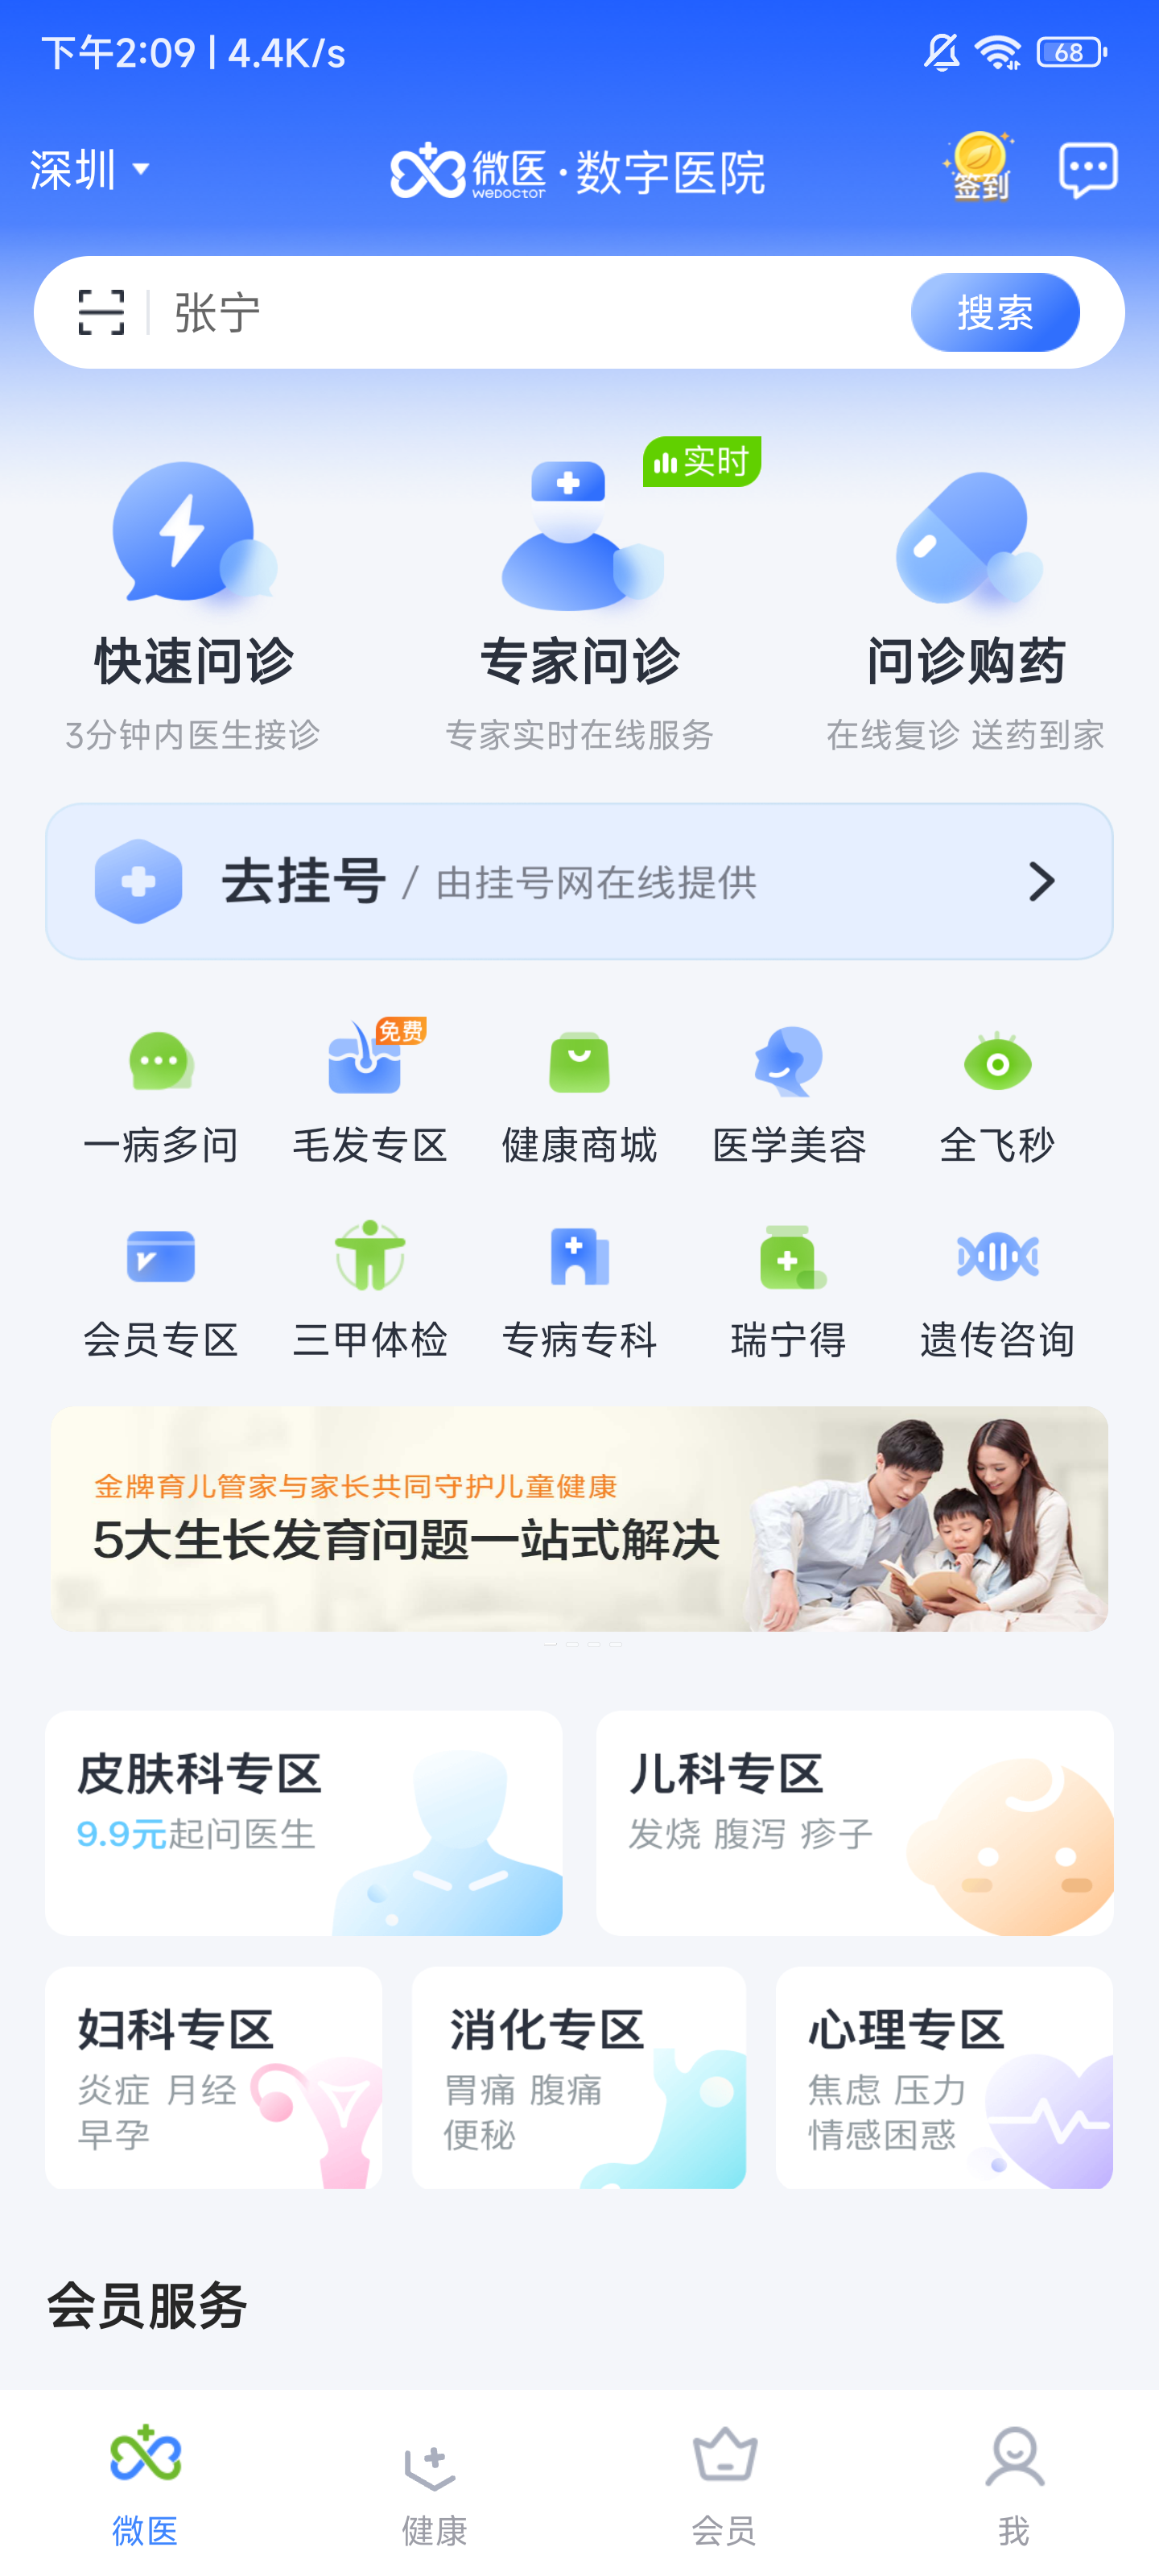 下午2:09 | 4.4K/s
68
深圳
微医
WEDOCTOR
·数字医院
签到
张宁
搜索
实时
快速问诊
专家问诊
问诊购药
3分钟内医生接诊
专家实时在线服务
在线复诊 送药到家
去挂号 / 由挂号网在线提供
免费
一病多问
毛发专区
健康商城
医学美容
全飞秒
会员专区
三甲体检
专病专科
瑞宁得
遗传咨询
金牌育儿管家与家长共同守护儿童健康
5大生长发育问题一站式解决
皮肤科专区
9.9元起问医生
儿科专区
发烧 腹泻 疹子
妇科专区
炎症 月经
早孕
消化专区
胃痛 腹痛
便秘
心理专区
焦虑 压力
情感困惑
会员服务
微医
健康
会员
我